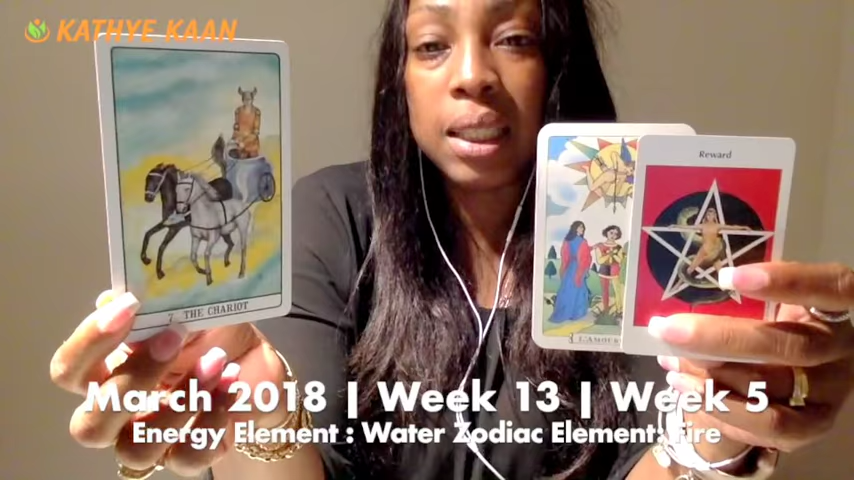 KATHYE KAAN
7 THE CHARIOT
Reward
March 2018 | Week 13 | Week 5
Energy Element : Water Zodiac Element: Fire